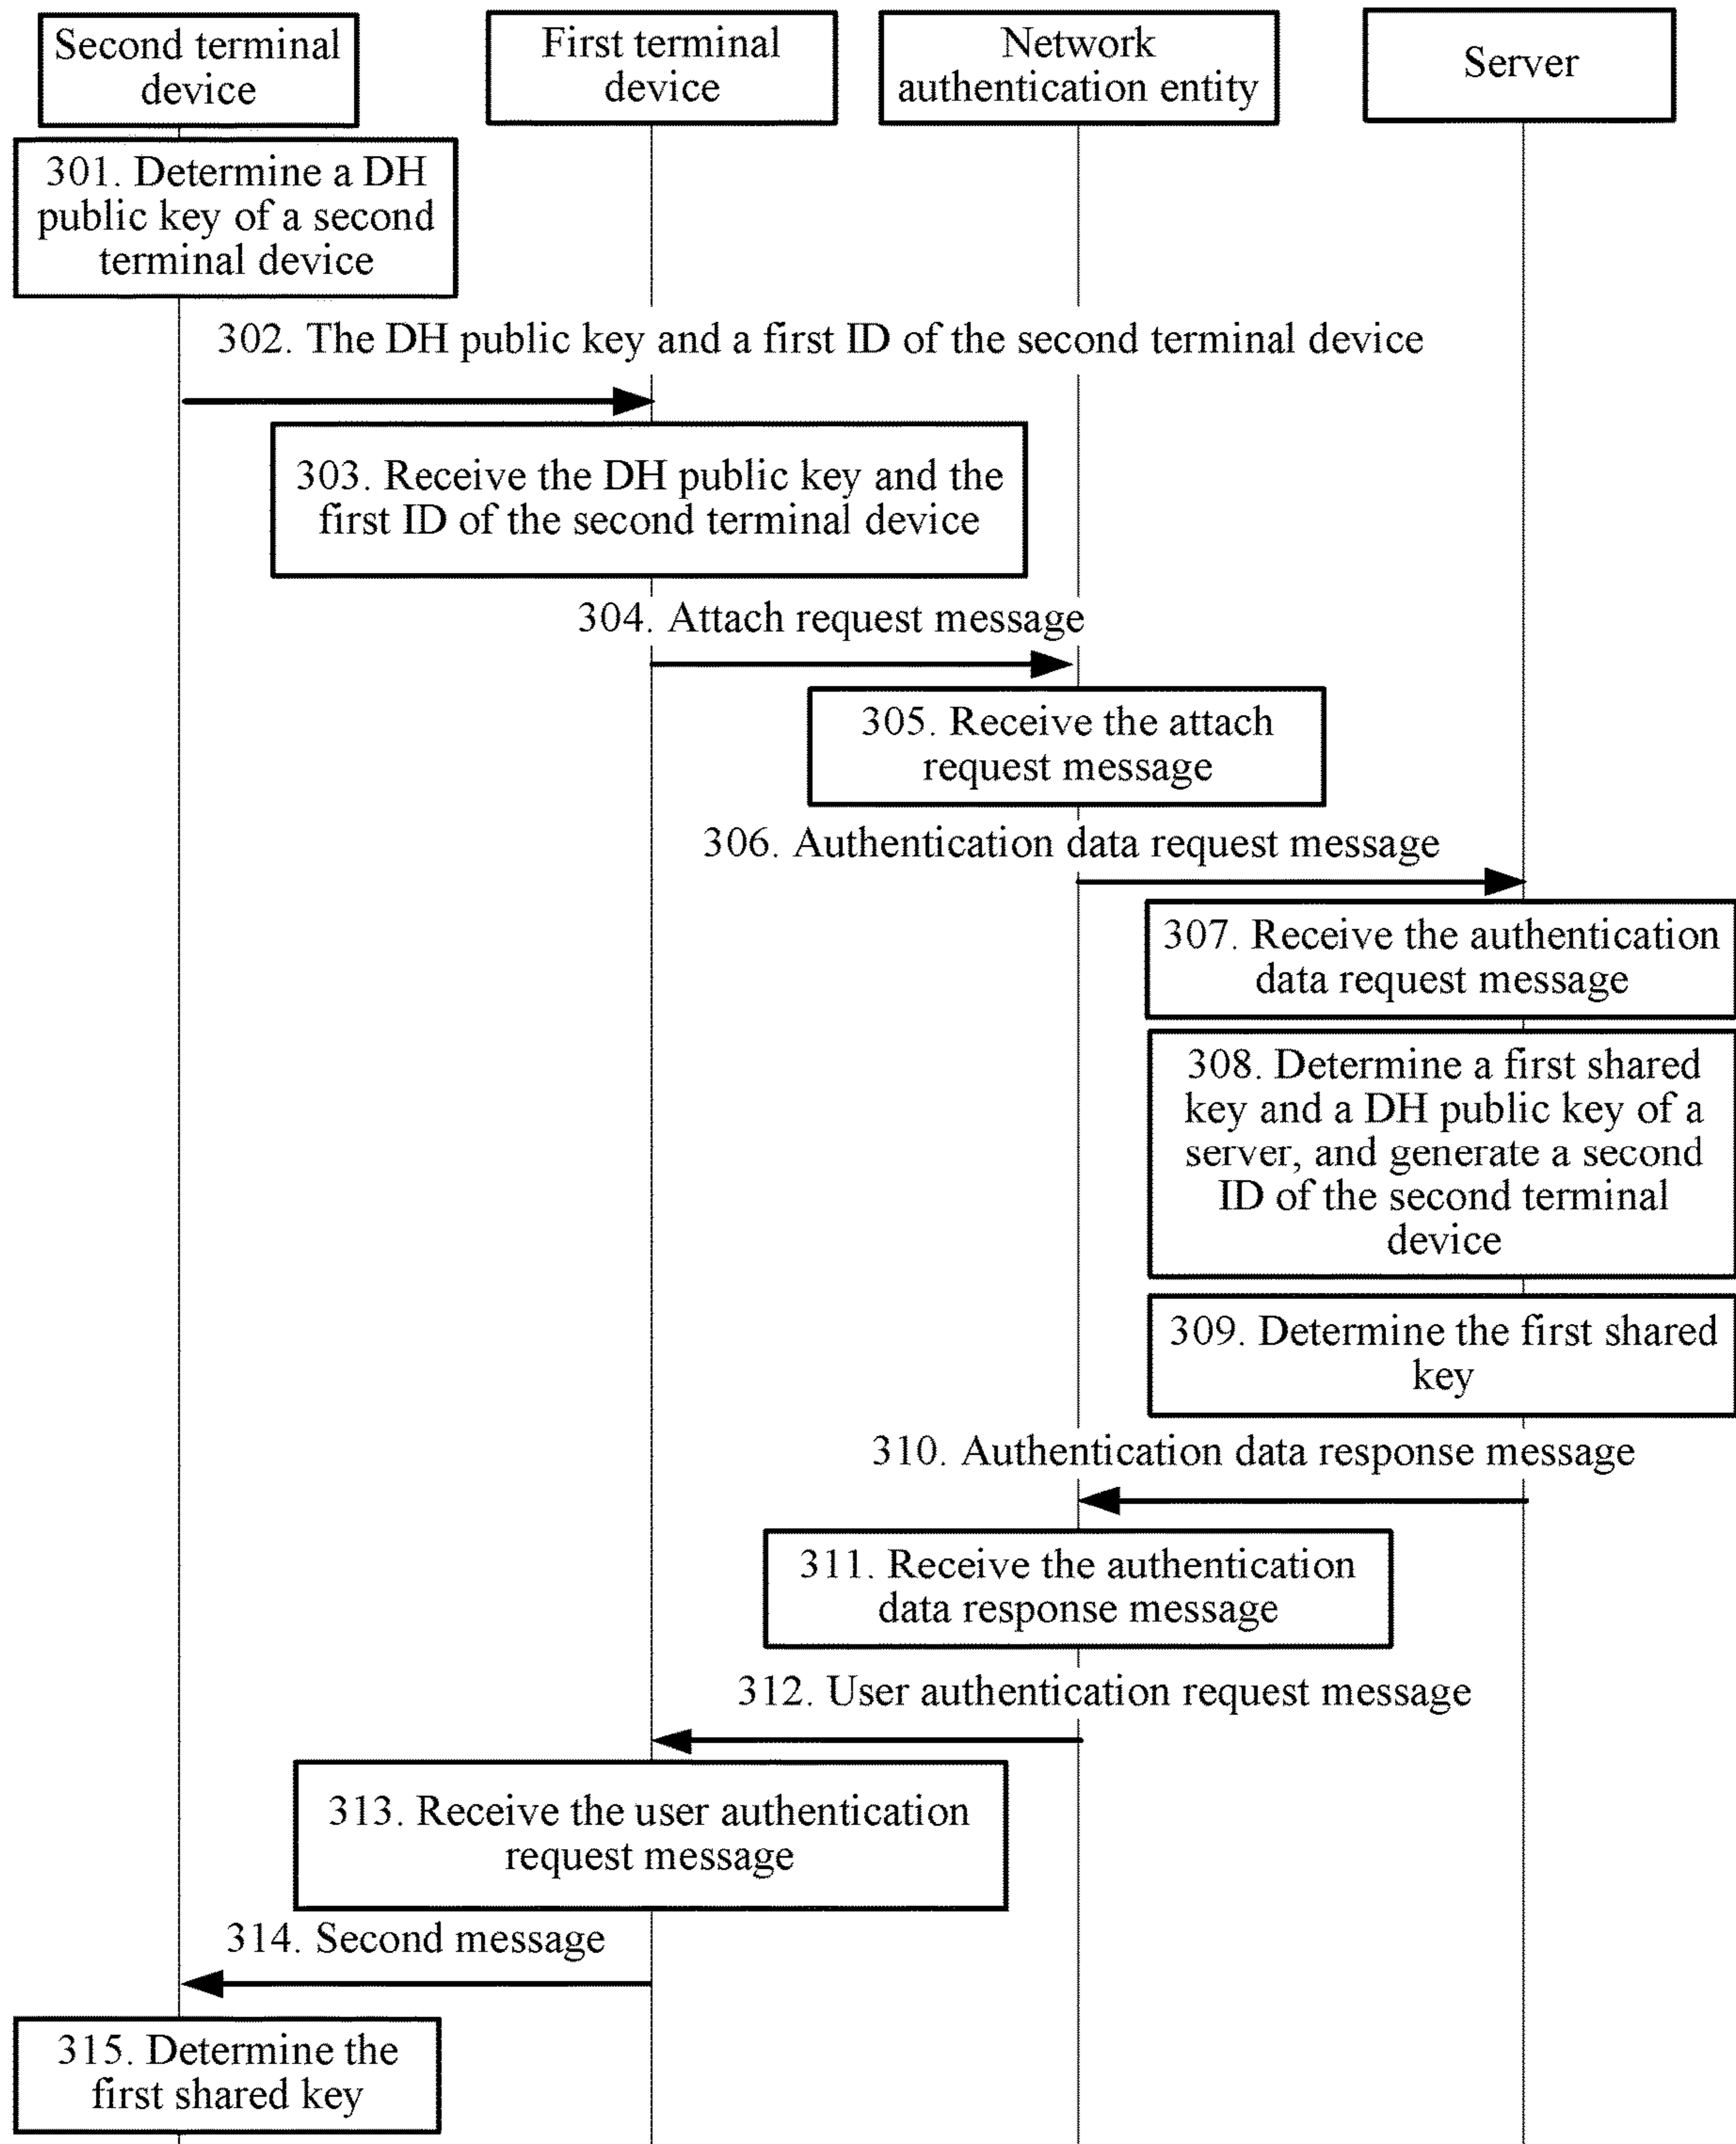 Second terminal
device
First terminal
device
Network
authentication entity
Server
301. Determine a DH
public key of a second
terminal device
302. The DH public key and a first ID of the second terminal device
303. Receive the DH public key and the
first ID of the second terminal device
304. Attach request message
305. Receive the attach
request message
306. Authentication data request message
307. Receive the authentication
data request message
308. Determine a first shared
key and a DH public key of a
server, and generate a second
ID of the second terminal
device
309. Determine the first shared
key
310. Authentication data response message
311. Receive the authentication
data response message
312. User authentication request message
313. Receive the user authentication
request message
314. Second message
315. Determine the
first shared key